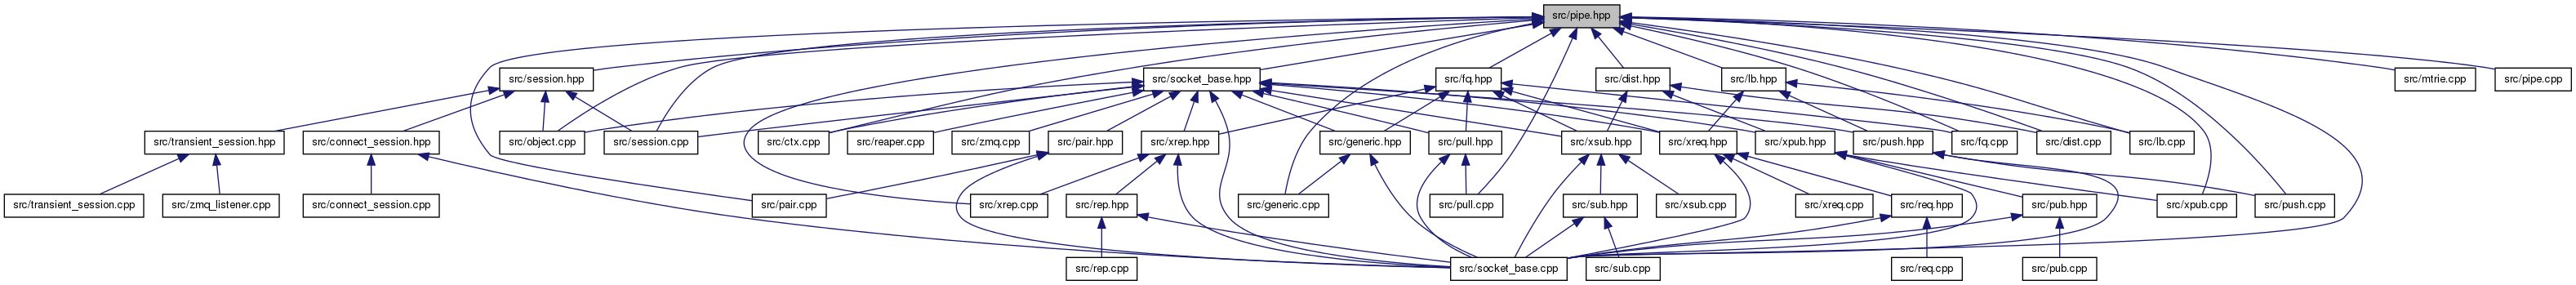 src/pipe.hpp
src/session.hpp
src/socket_base.hpp
src/fq.hpp
src/dist.hpp
src/lb.hpp
src/mtrie.cpp
src/pipe.cpp
src/transient_session.hpp
src/connect_session.hpp
src/object.cpp
src/session.cpp
src/ctx.cpp
src/reaper.cpp
src/zmq.cpp
src/pair.hpp
src/xrep.hpp
src/generic.hpp
src/pull.hpp
src/xsub.hpp
src/xreq.hpp
src/xpub.hpp
src/push.hpp
src/fq.cpp
src/dist.cpp
src/lb.cpp
src/transient_session.cpp
src/zmq_listener.cpp
src/connect_session.cpp
src/pair.cpp
src/xrep.cpp
src/rep.hpp
src/generic.cpp
src/pull.cpp
src/sub.hpp
src/xsub.cpp
src/xreq.cpp
src/req.hpp
src/pub.hpp
src/xpub.cpp
src/push.cpp
src/rep.cpp
src/socket_base.cpp
src/sub.cpp
src/req.cpp
src/pub.cpp